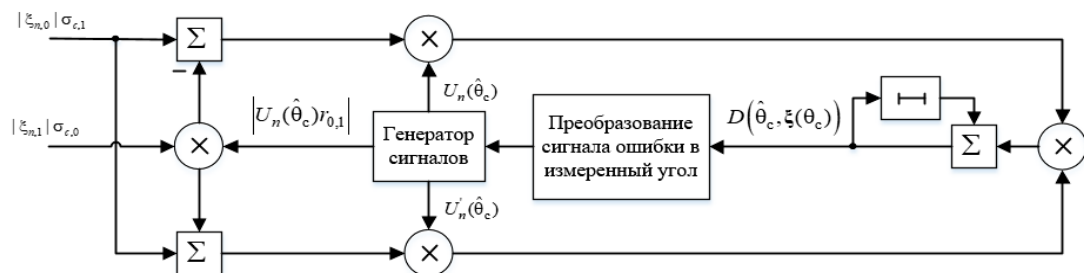 |ξn,0|σc,1
Σ
×
−
Un(θ̂c)
|Un(θ̂c)r0,1|
D(θ̂c, ξ(θc))
|ξn,1|σc,0
×
Генератор
сигналов
Преобразование
сигнала ошибки в
измеренный угол
Σ
×
U′n(θ̂c)
Σ
×